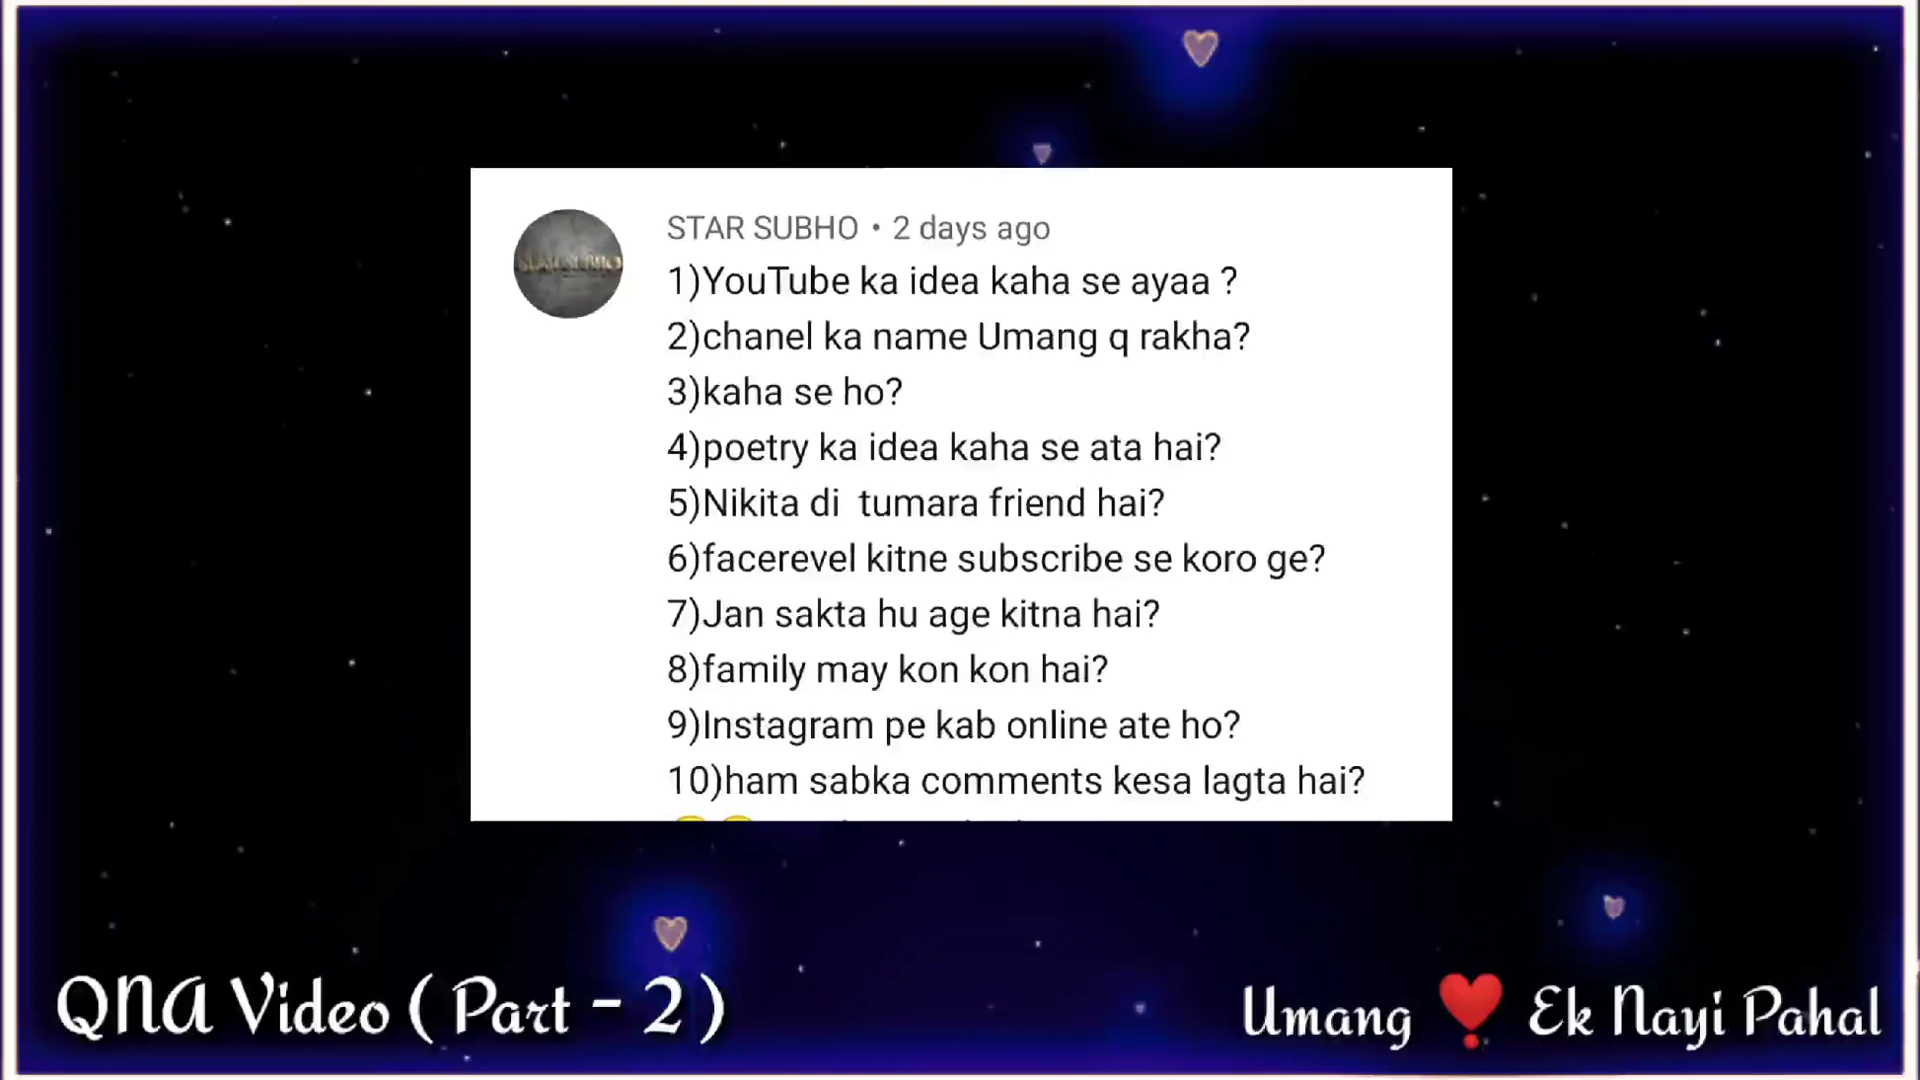 STAR SUBHO • 2 days ago
1)YouTube ka idea kaha se ayaa ?
2)chanel ka name Umang q rakha?
3)kaha se ho?
4)poetry ka idea kaha se ata hai?
5)Nikita di  tumara friend hai?
6)facerevel kitne subscribe se koro ge?
7)Jan sakta hu age kitna hai?
8)family may kon kon hai?
9)Instagram pe kab online ate ho?
10)ham sabka comments kesa lagta hai?
QNA Video ( Part - 2 )
Umang ❣️ Ek Nayi Pahal